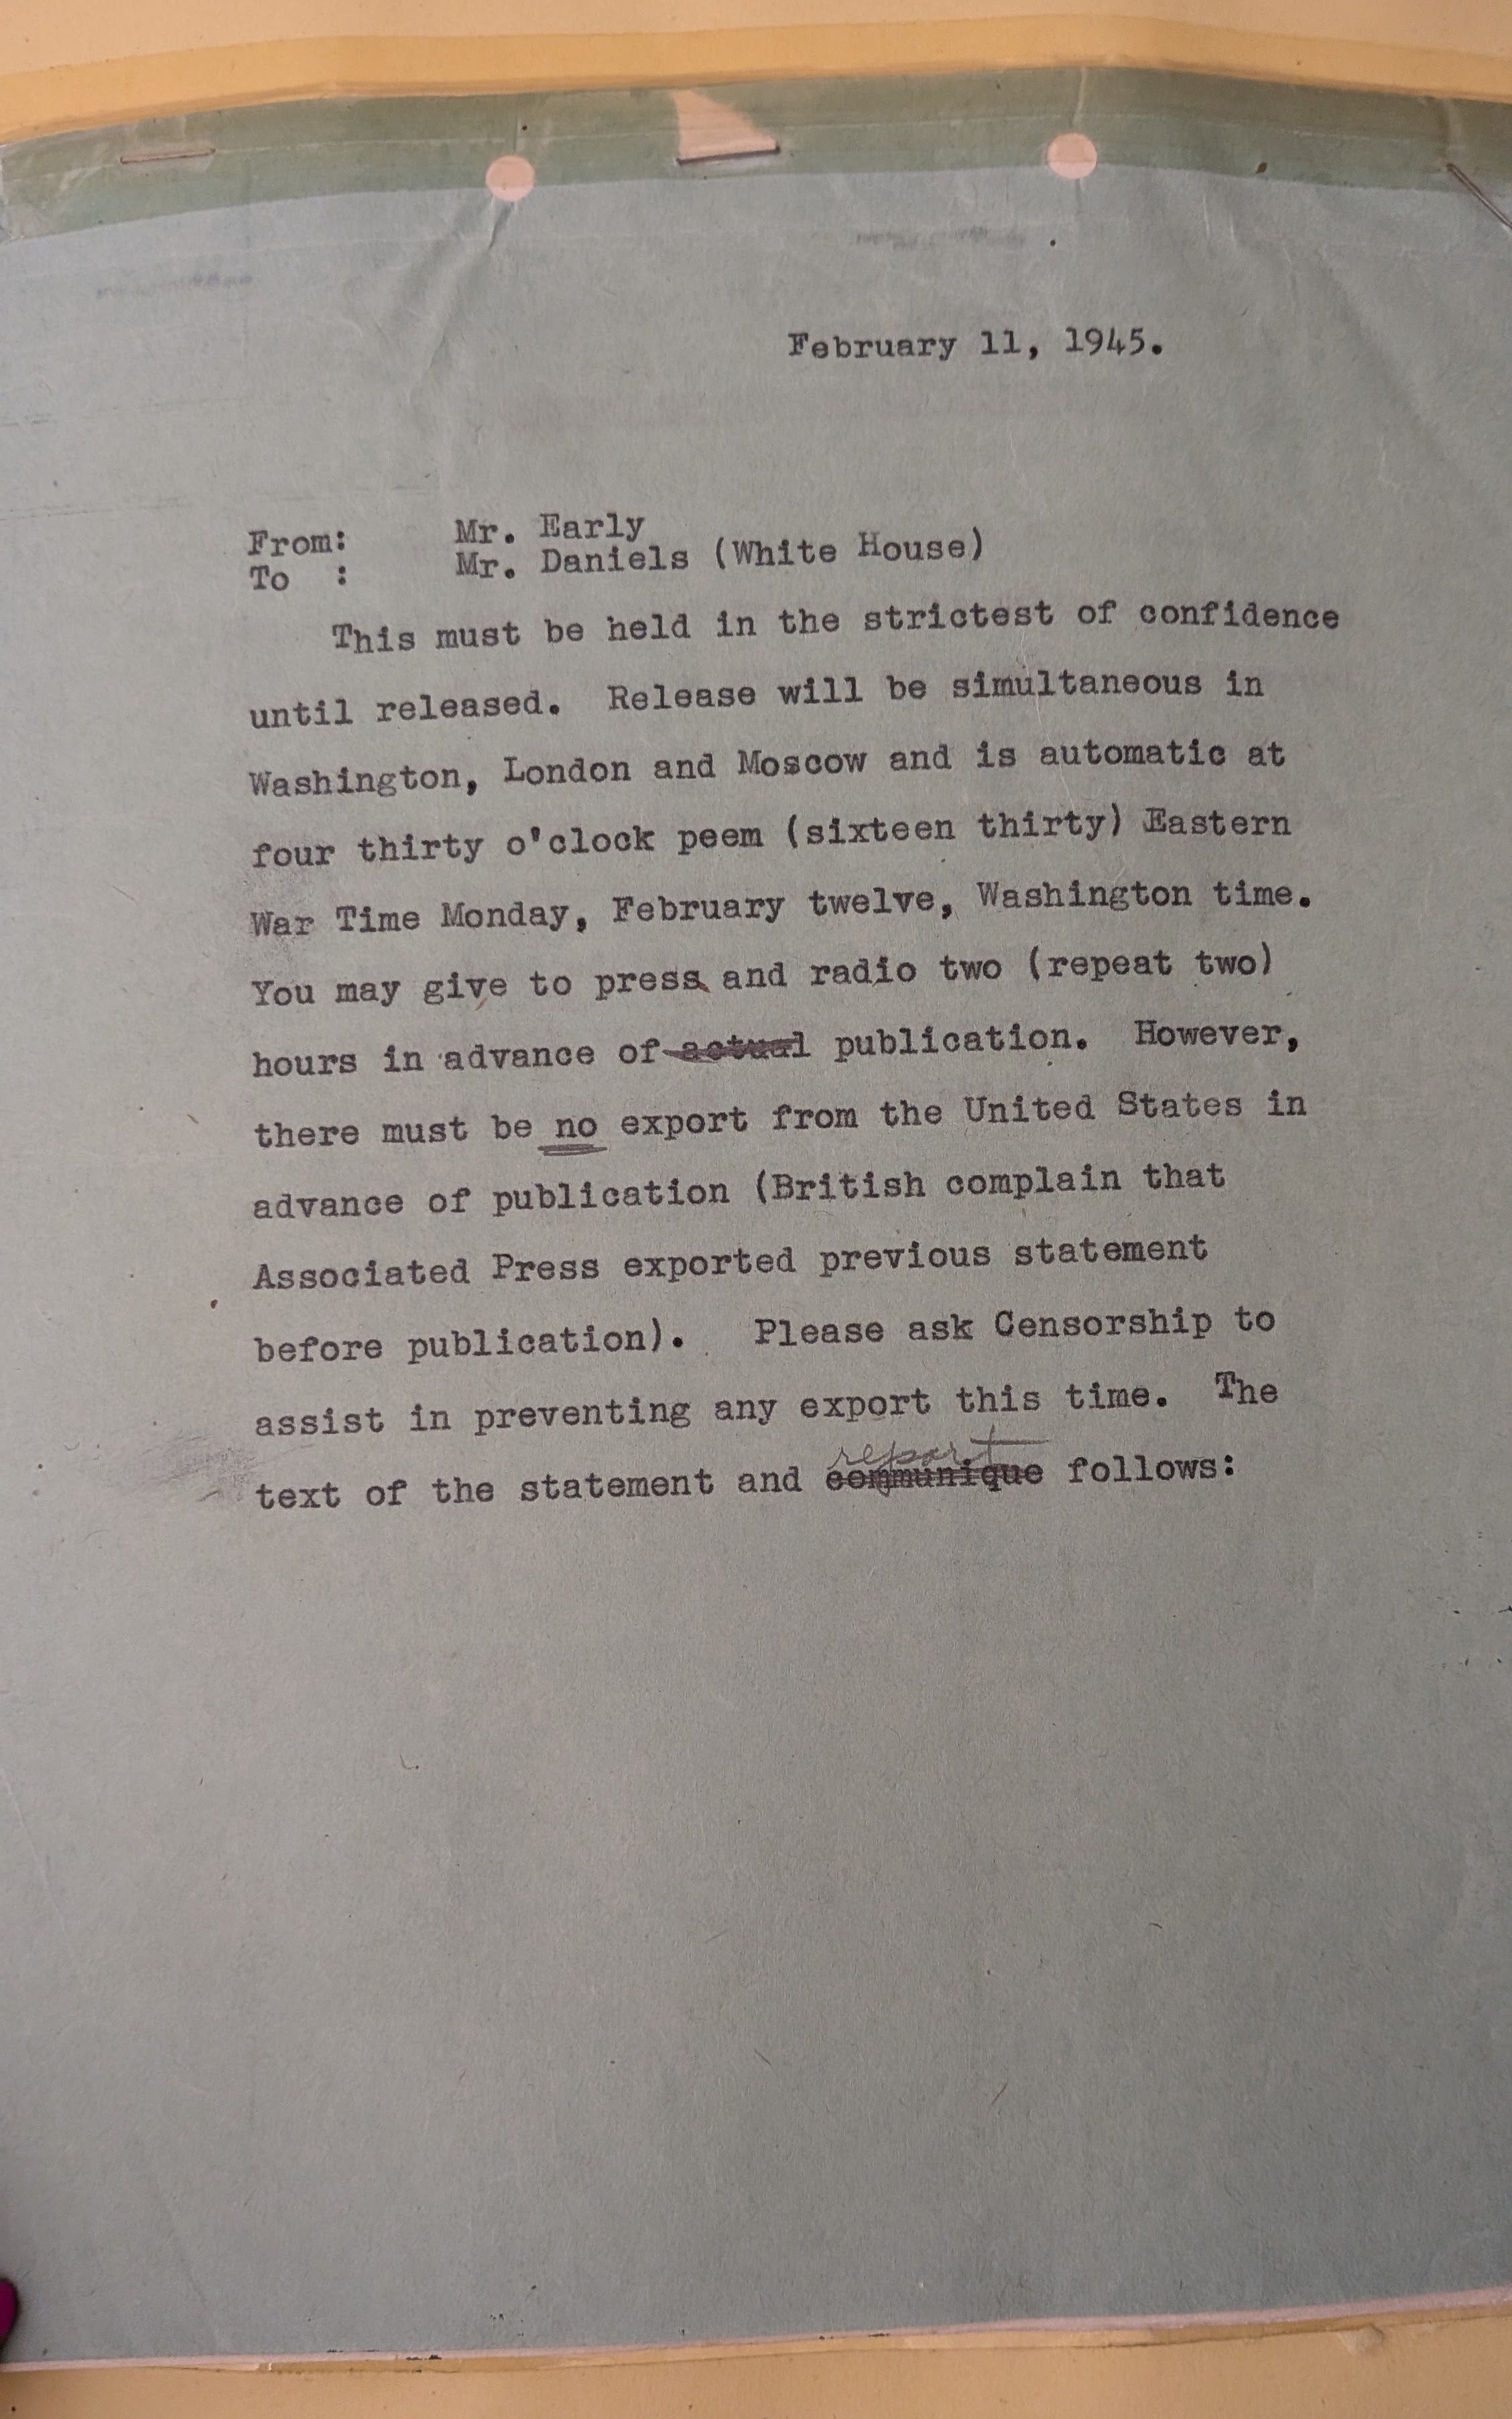 February 11, 1945.
From: Mr. Early
To : Mr. Daniels (White House)
This must be held in the strictest of confidence
until released. Release will be simultaneous in
Washington, London and Moscow and is automatic at
four thirty o'clock peem (sixteen thirty) Eastern
War Time Monday, February twelve, Washington time.
You may give to press and radio two (repeat two)
hours in advance of actual publication. However,
there must be no export from the United States in
advance of publication (British complain that
Associated Press exported previous statement
before publication). Please ask Censorship to
assist in preventing any export this time. The
report
text of the statement and communique follows: